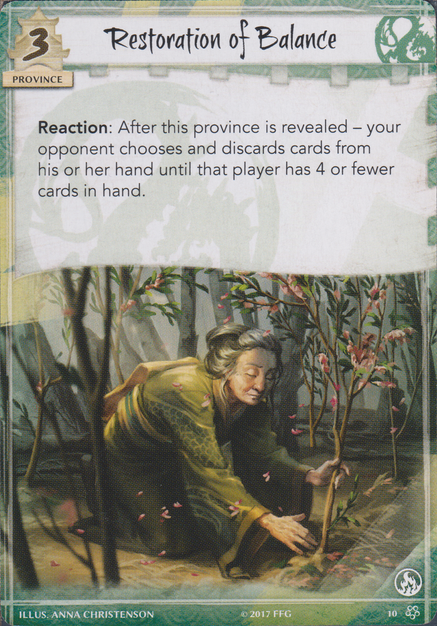 3
Restoration of Balance
PROVINCE
Reaction: After this province is revealed – your
opponent chooses and discards cards from
his or her hand until that player has 4 or fewer
cards in hand.
ILLUS. ANNA CHRISTENSON
© 2017 FFG
10